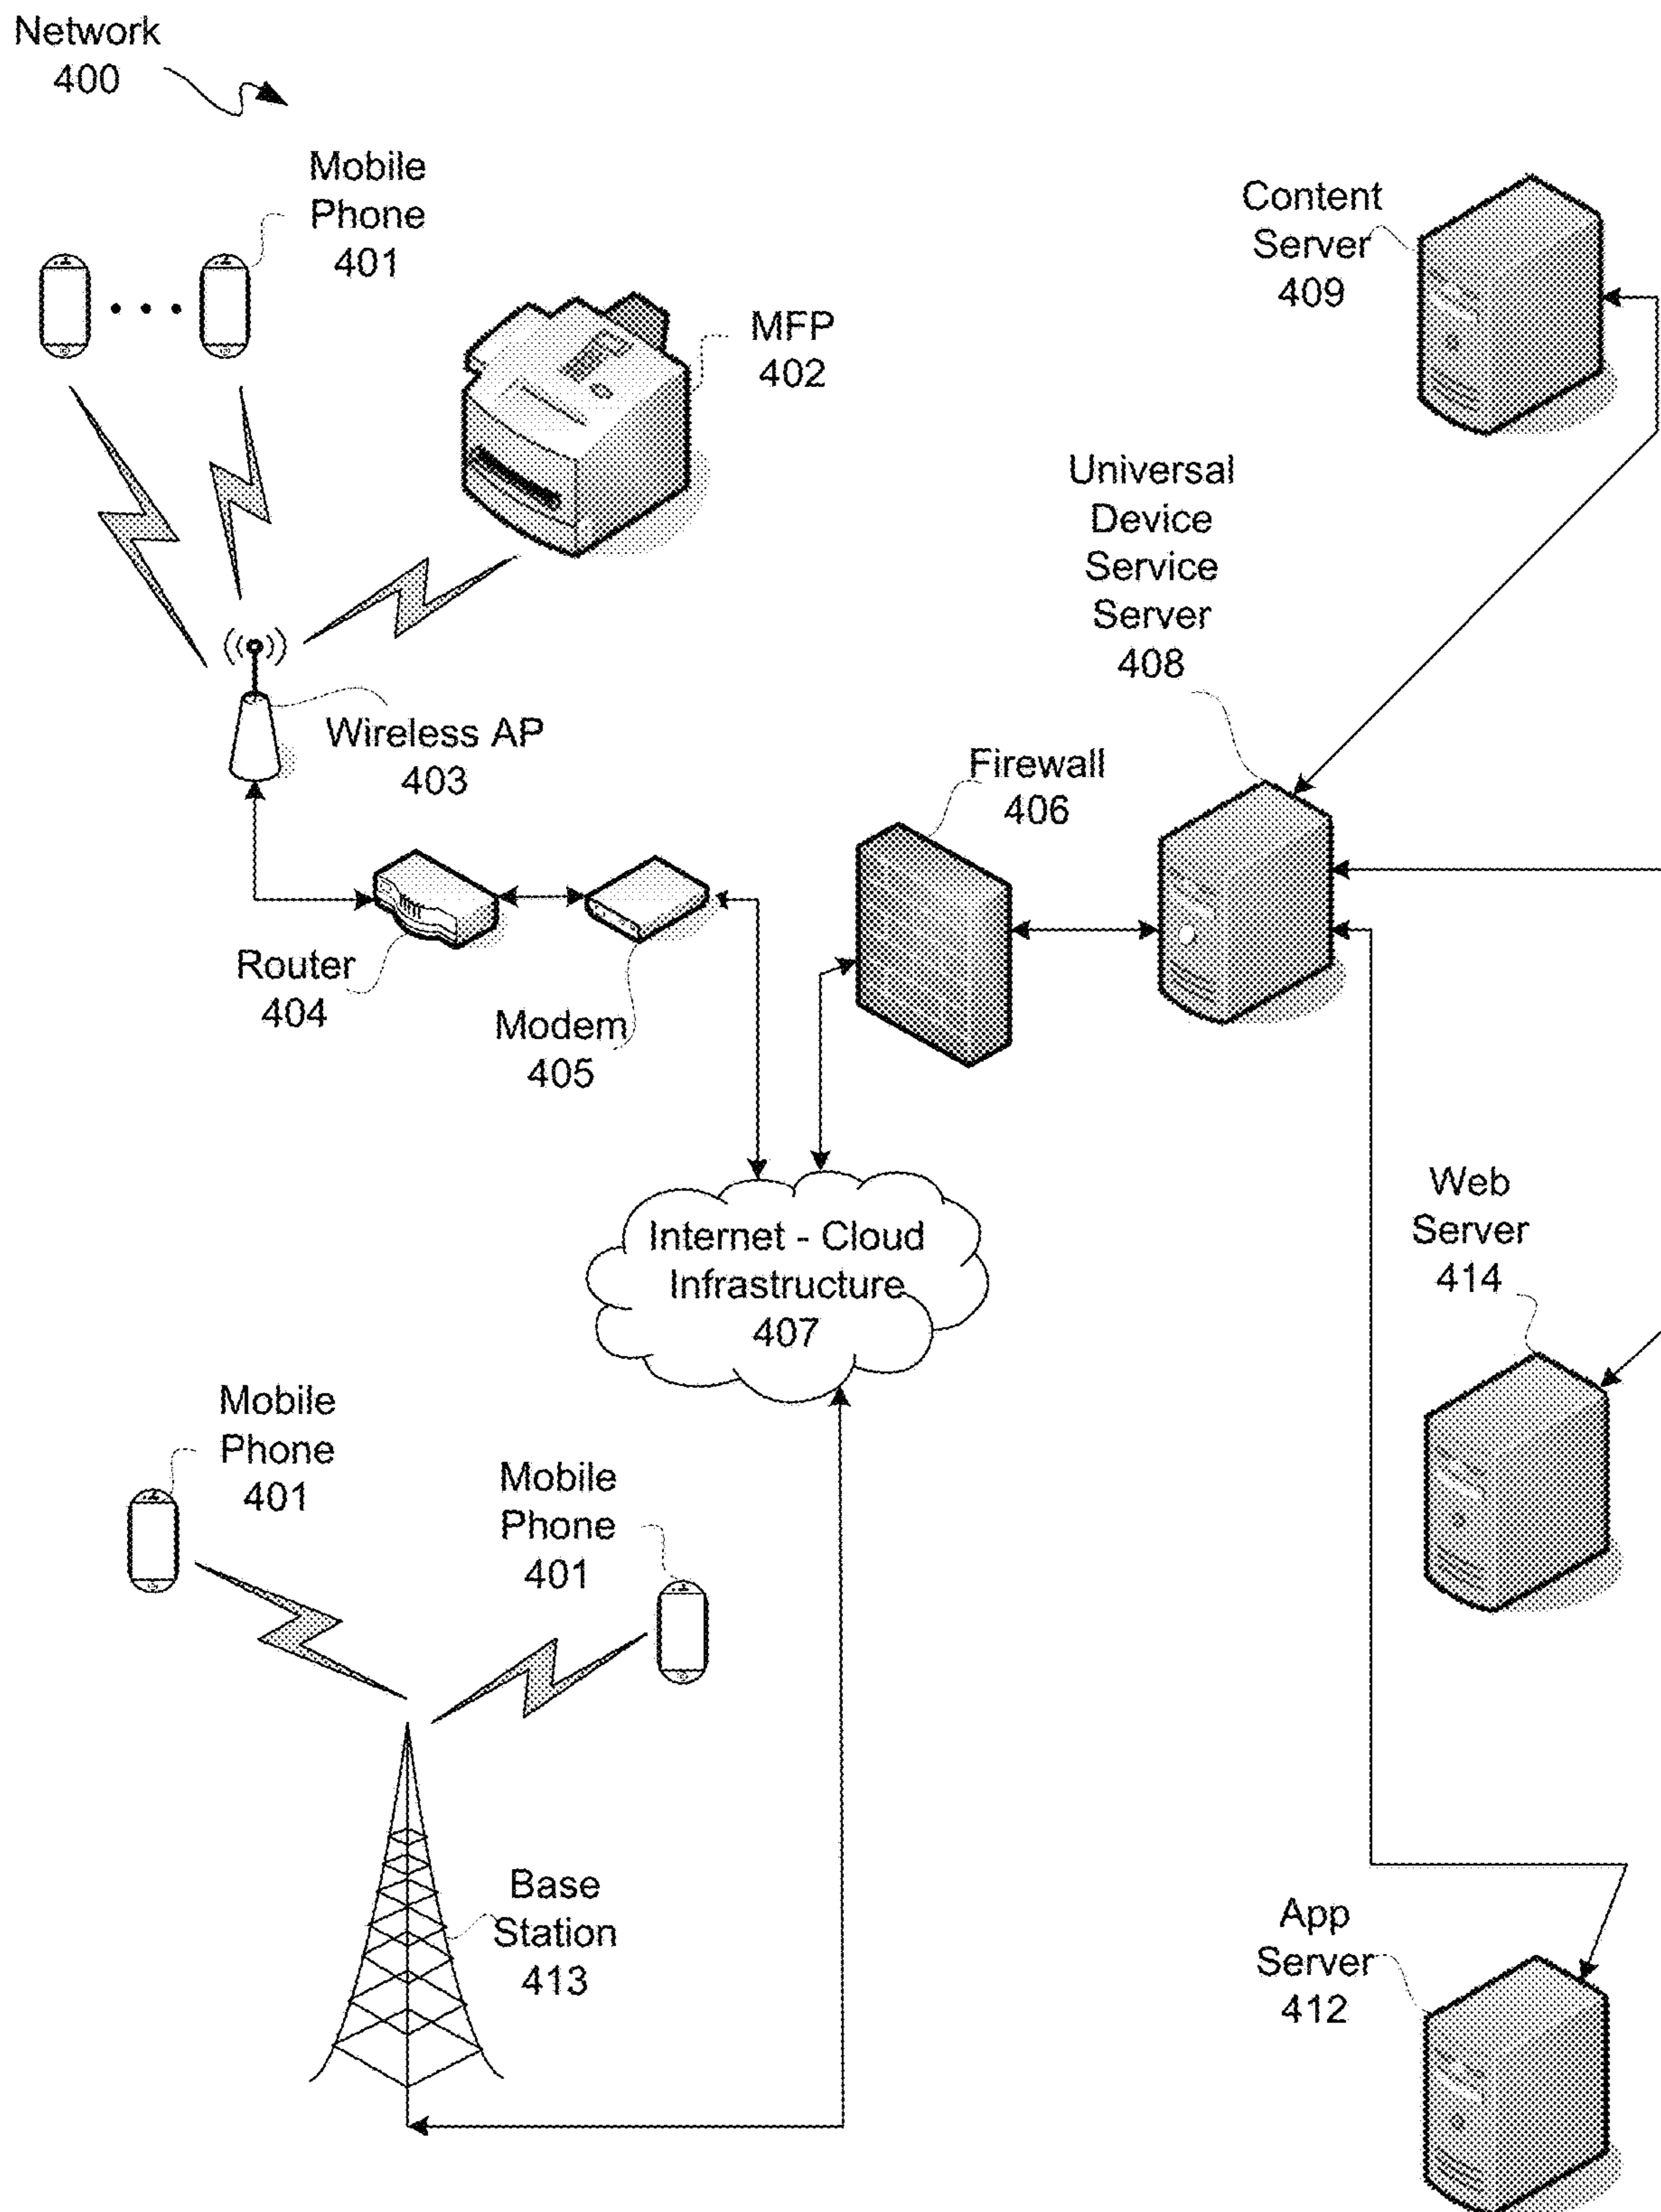 Network
400
Mobile
Phone
401
MFP
402
Content
Server
409
Universal
Device
Service
Server
408
Wireless AP
403
Firewall
406
Router
404
Modem
405
Internet - Cloud
Infrastructure
407
Web
Server
414
Mobile
Phone
401
Mobile
Phone
401
Base
Station
413
App
Server
412